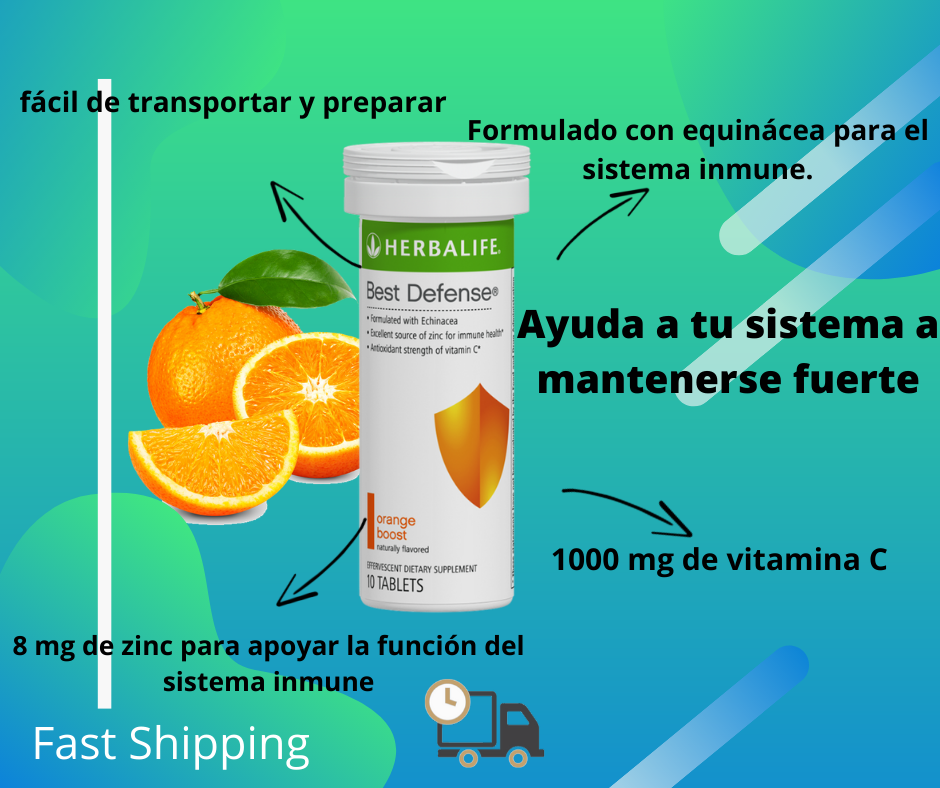 fácil de transportar y preparar
Formulado con equinácea para el
sistema inmune.
HERBALIFE
Best Defense®
• Formulated with Echinacea
• Excellent source of zinc for immune health*
• Antioxidant strength of vitamin C*
Ayuda a tu sistema a
mantenerse fuerte
orange
boost
naturally flavored
EFFERVESCENT DIETARY SUPPLEMENT
10 TABLETS
1000 mg de vitamina C
8 mg de zinc para apoyar la función del
sistema inmune
Fast Shipping